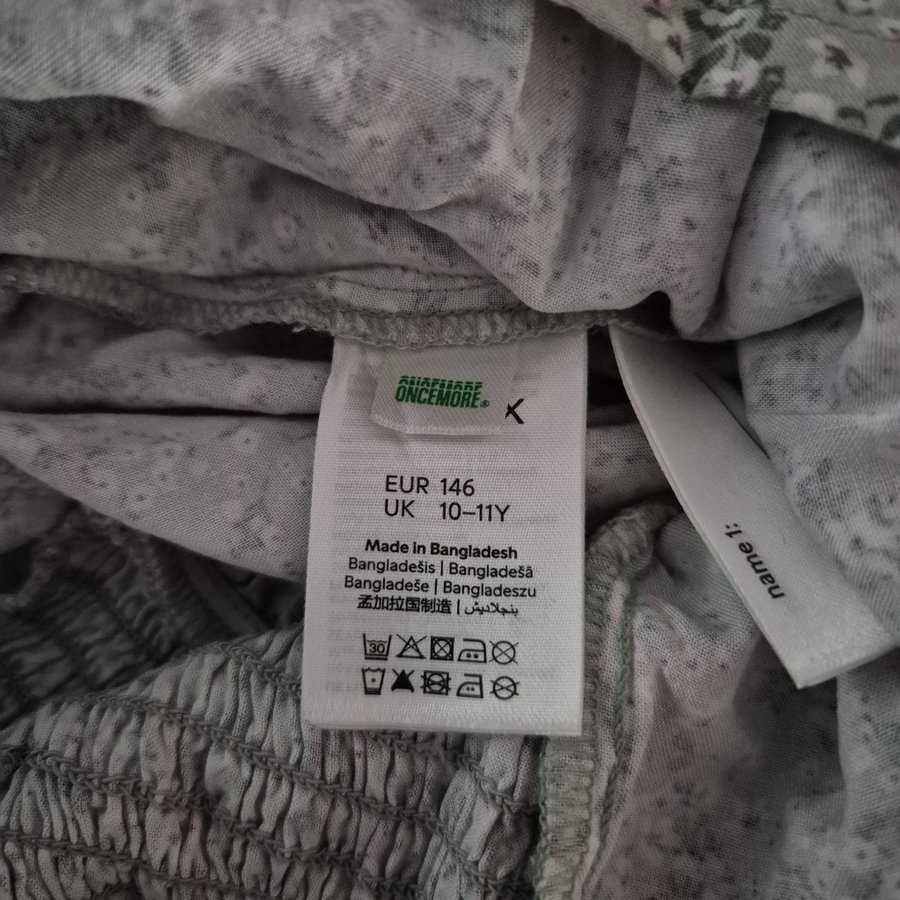 ONCEMORE
X
EUR 146
UK 10–11Y
Made in Bangladesh
Bangladešis | Bangladešā
Bangladeše | Bangladeszu
孟加拉国制造 | بنجلاديش
30
name 1: